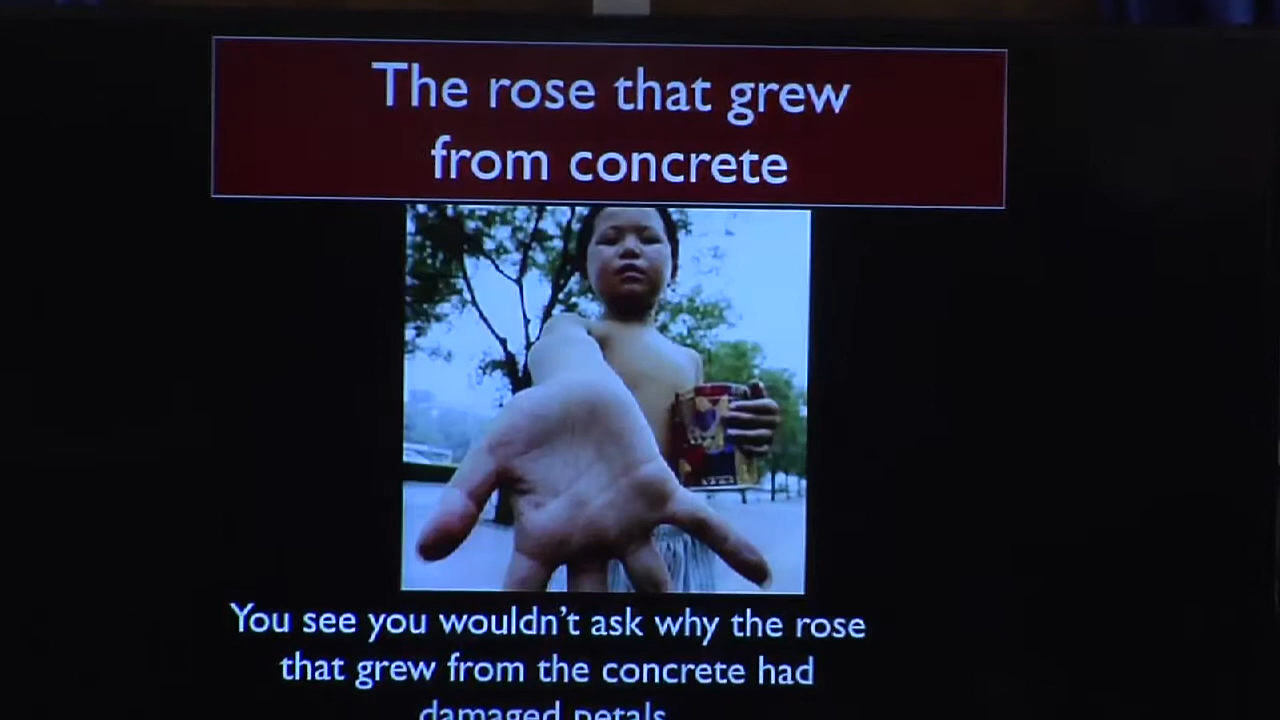 The rose that grew
from concrete
You see you wouldn't ask why the rose
that grew from the concrete had
damaged petals